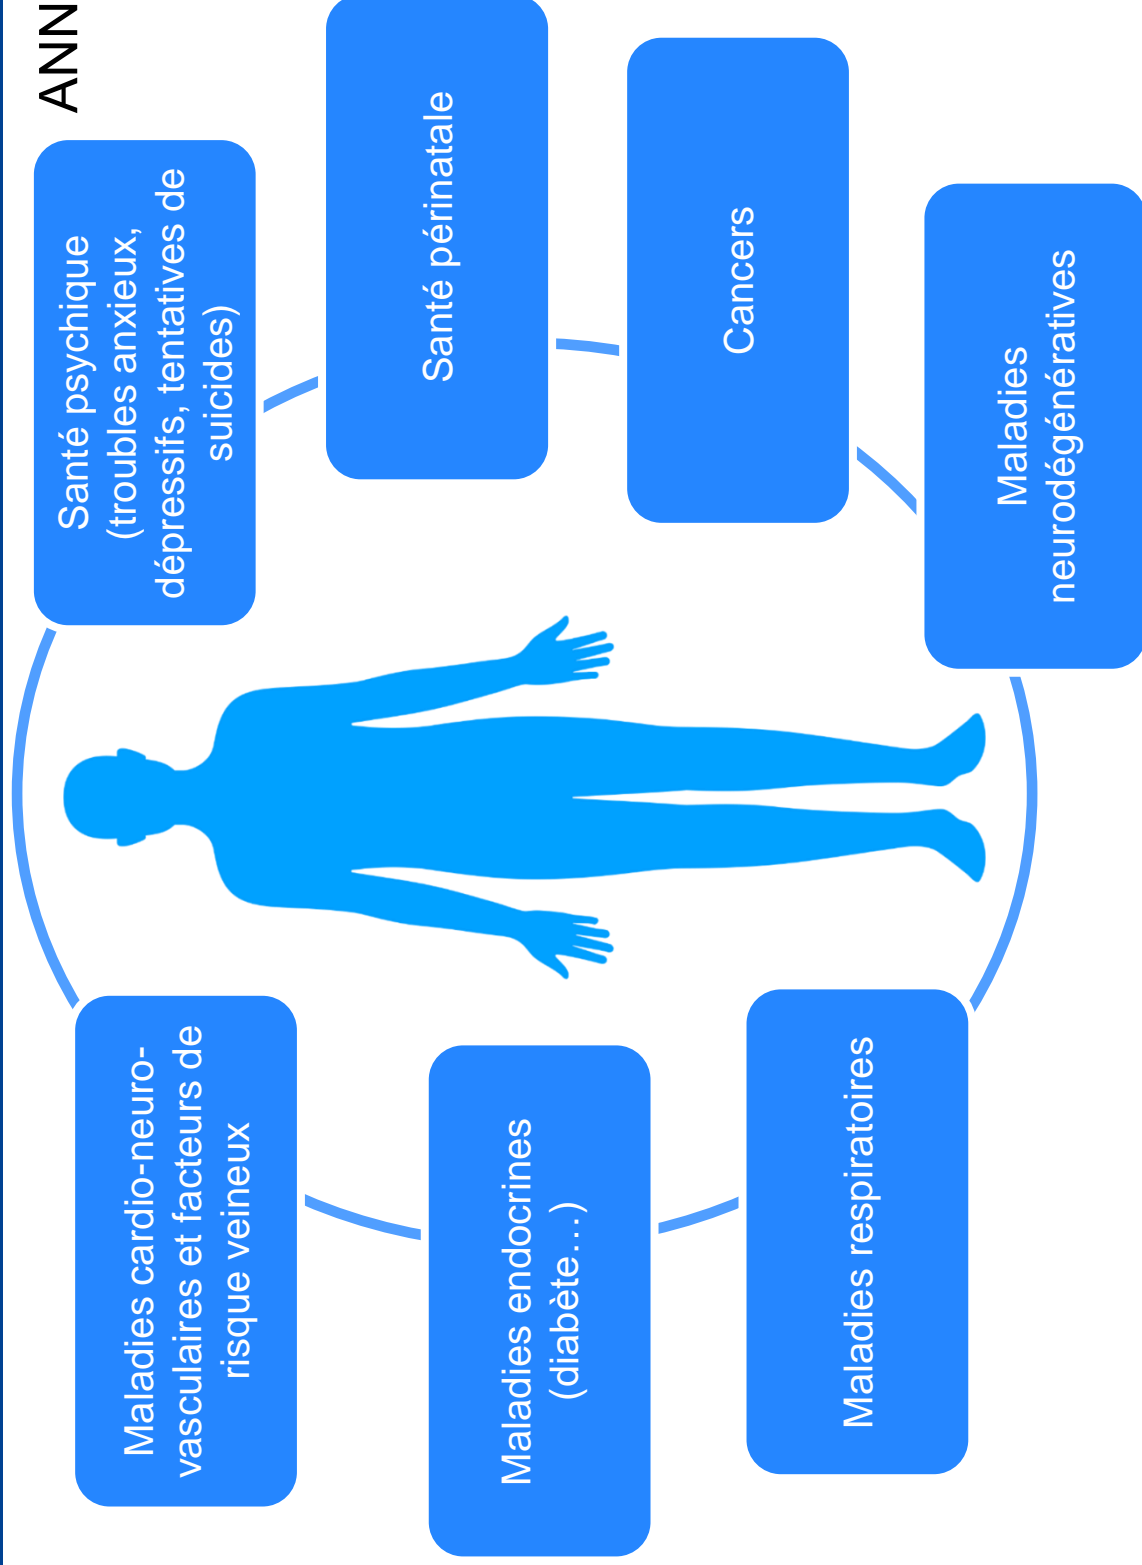 ANN
Santé psychique
(troubles anxieux,
dépressifs, tentatives de
suicides)
Santé périnatale
Cancers
Maladies
neurodégénératives
Maladies respiratoires
Maladies endocrines
(diabète…)
Maladies cardio-neuro-
vasculaires et facteurs de
risque veineux